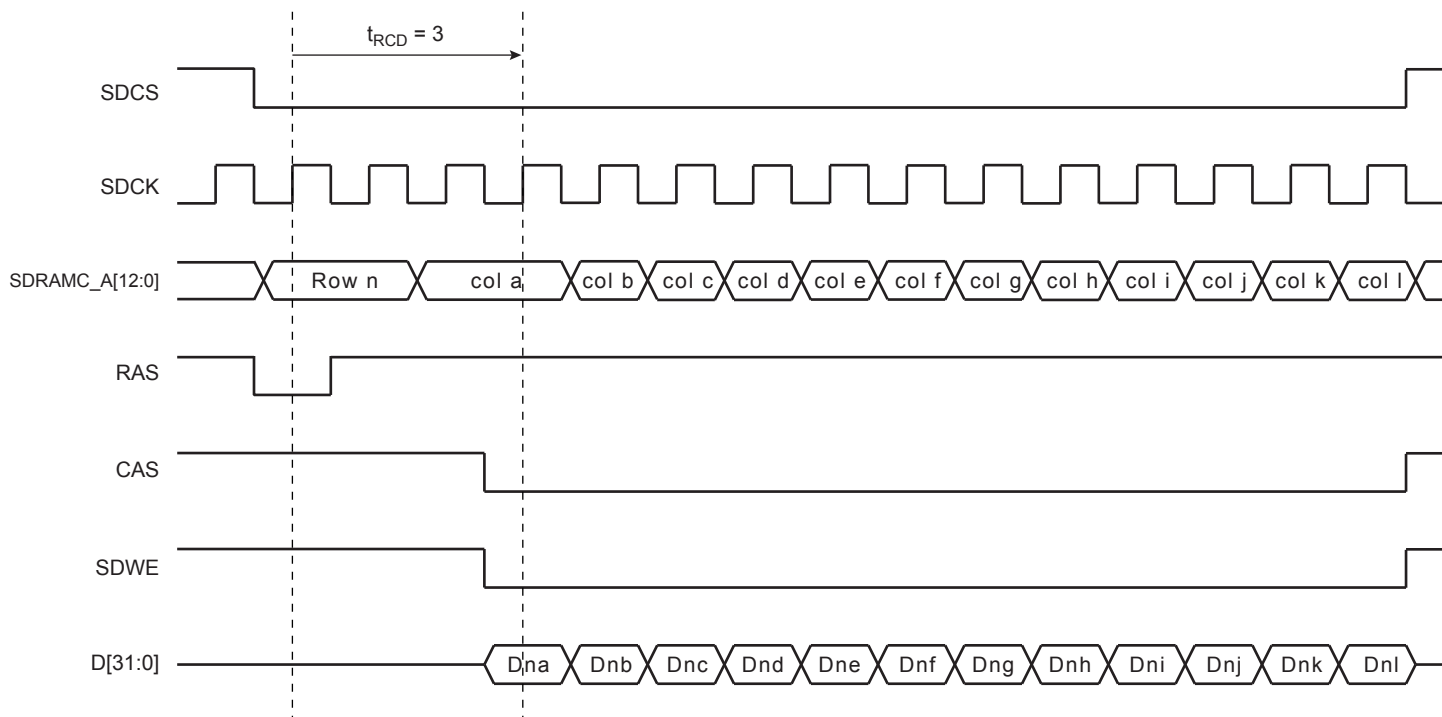 t_RCD = 3
SDCS
SDCK
SDRAMC_A[12:0] Row n col a col b col c col d col e col f col g col h col i col j col k col l
RAS
CAS
SDWE
D[31:0] Dna Dnb Dnc Dnd Dne Dnf Dng Dnh Dni Dnj Dnk Dnl